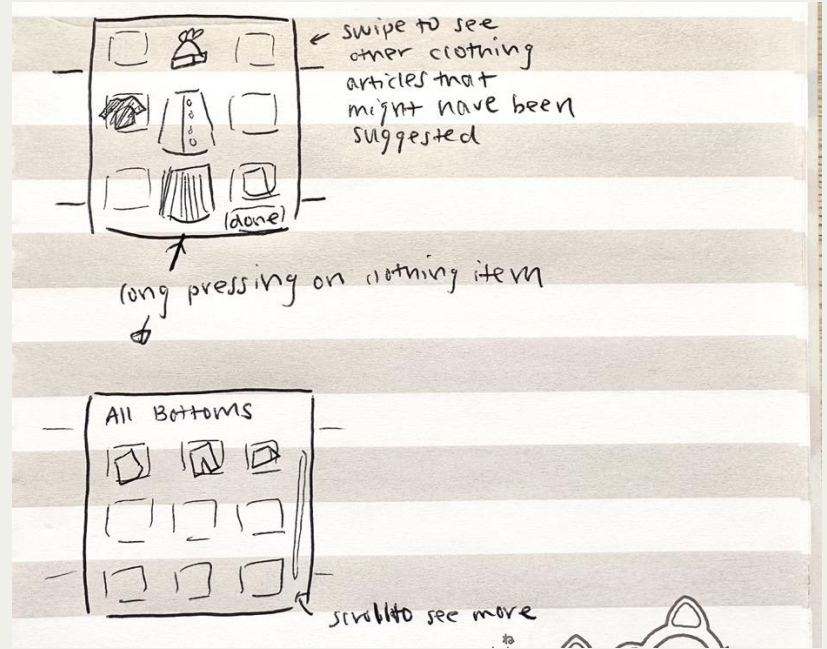 swipe to see
other clothing
articles that
might have been
suggested
(done)
long pressing on clothing item
All Bottoms
scroll to see more
ね